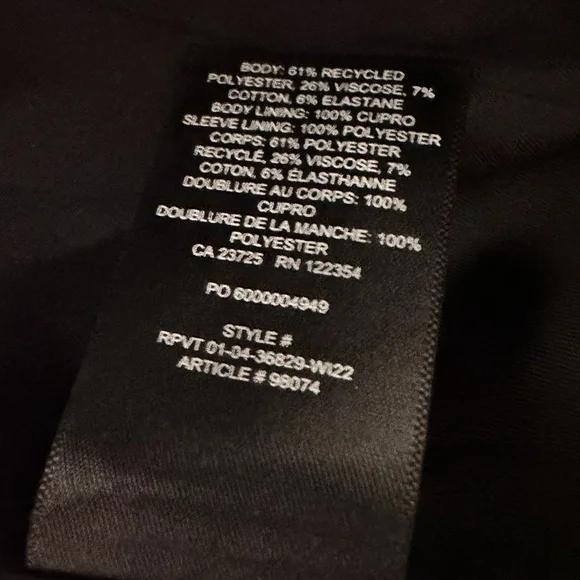 BODY: 61% RECYCLED
POLYESTER, 26% VISCOSE, 7%
COTTON, 6% ELASTANE
BODY LINING: 100% CUPRO
SLEEVE LINING: 100% POLYESTER
CORPS: 61% POLYESTER
RECYCLÉ, 26% VISCOSE, 7%
COTON, 6% ÉLASTHANNE
DOUBLURE AU CORPS: 100%
CUPRO
DOUBLURE DE LA MANCHE: 100%
POLYESTER
CA 23725 RN 122354
PO 6000004949
STYLE #
RPVT 01-04-36829-WI22
ARTICLE # 98074